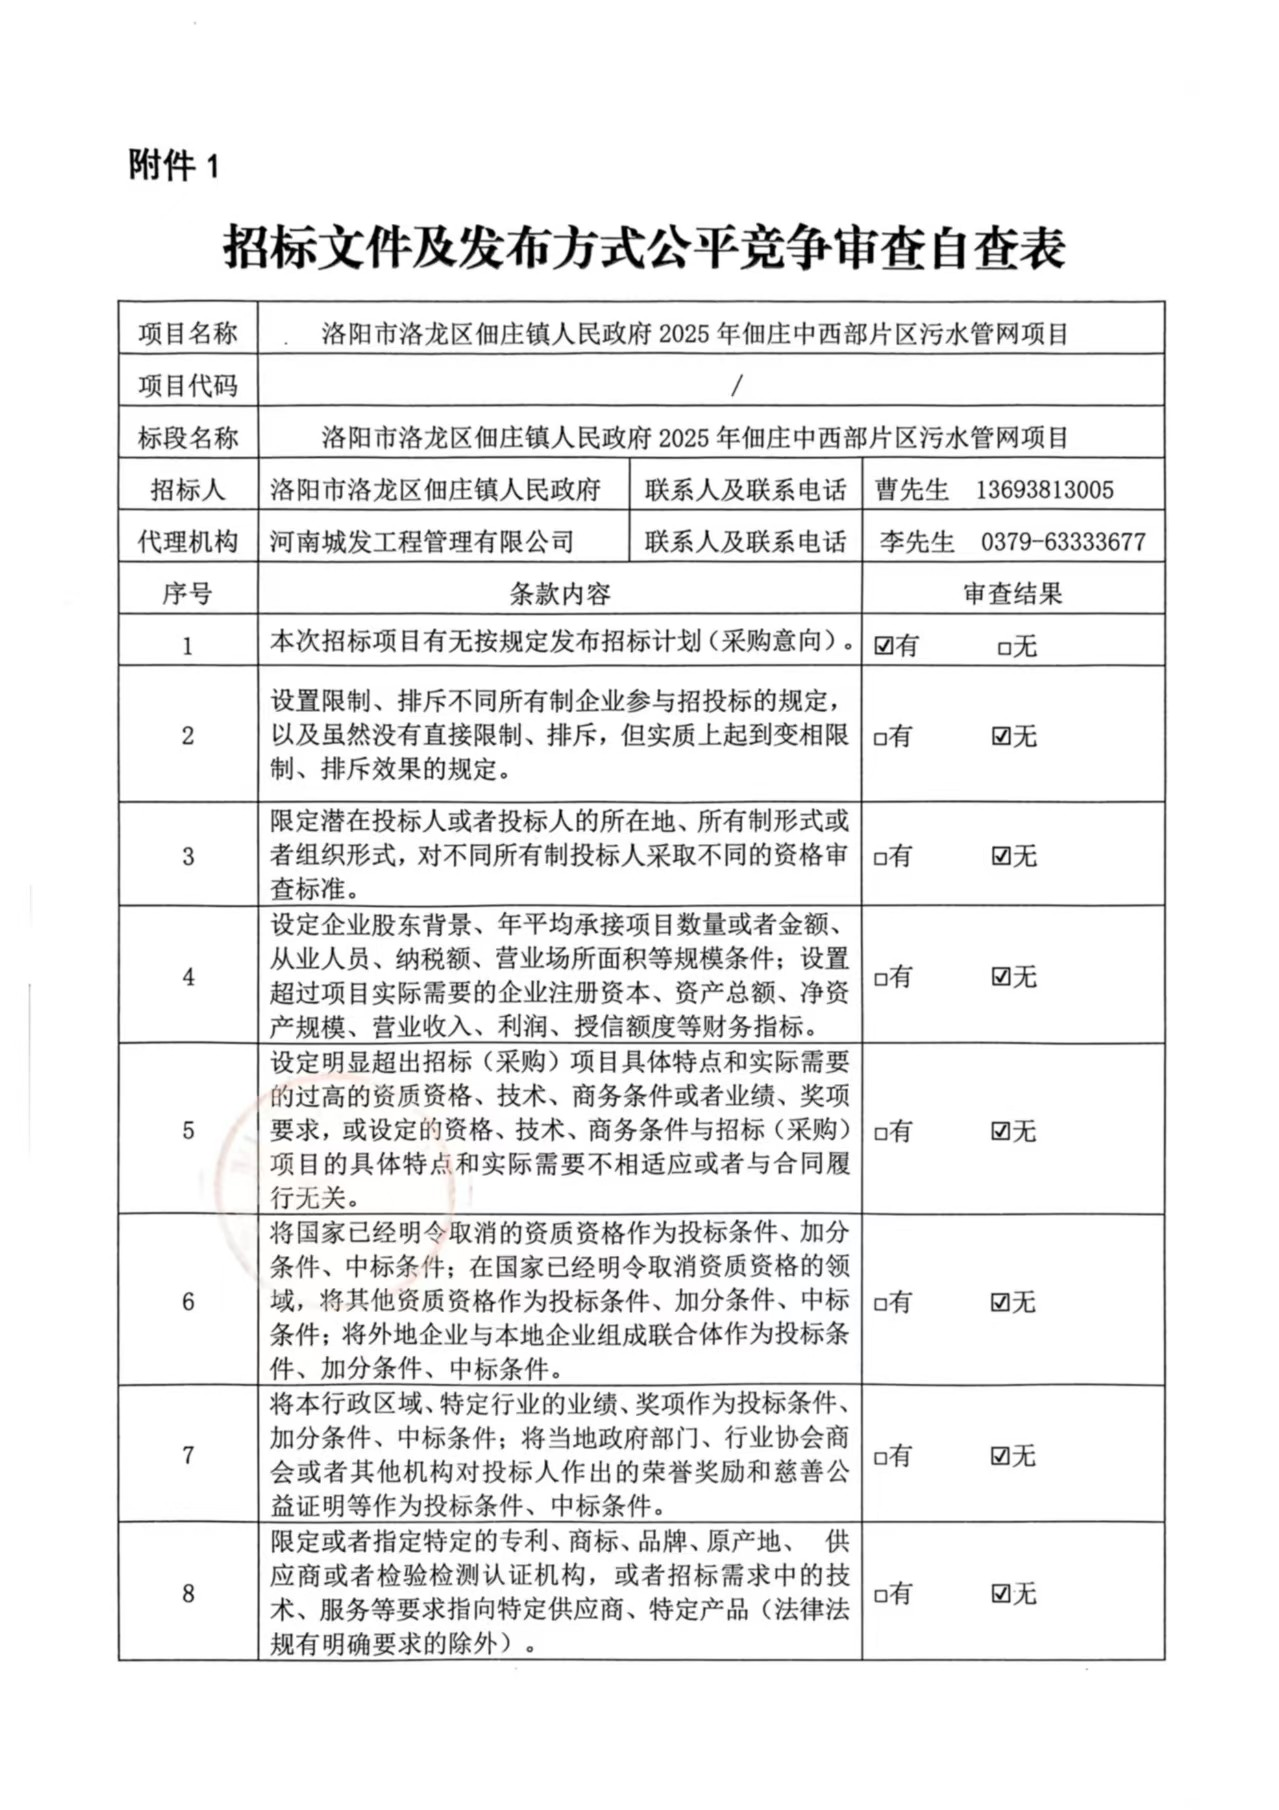 附件 1
招标文件及发布方式公平竞争审查自查表
项目名称 洛阳市洛龙区佃庄镇人民政府 2025 年佃庄中西部片区污水管网项目
项目代码 /
标段名称 洛阳市洛龙区佃庄镇人民政府 2025 年佃庄中西部片区污水管网项目
招标人 洛阳市洛龙区佃庄镇人民政府 联系人及联系电话 曹先生 13693813005
代理机构 河南城发工程管理有限公司 联系人及联系电话 李先生 0379-63333677
序号 条款内容 审查结果
1 本次招标项目有无按规定发布招标计划（采购意向）。 ☑有 □无
2 设置限制、排斥不同所有制企业参与招投标的规定，
以及虽然没有直接限制、排斥，但实质上起到变相限
制、排斥效果的规定。 □有 ☑无
3 限定潜在投标人或者投标人的所在地、所有制形式或
者组织形式，对不同所有制投标人采取不同的资格审
查标准。 □有 ☑无
4 设定企业股东背景、年平均承接项目数量或者金额、
从业人员、纳税额、营业场所面积等规模条件；设置
超过项目实际需要的企业注册资本、资产总额、净资
产规模、营业收入、利润、授信额度等财务指标。 □有 ☑无
5 设定明显超出招标（采购）项目具体特点和实际需要
的过高的资质资格、技术、商务条件或者业绩、奖项
要求，或设定的资格、技术、商务条件与招标（采购）
项目的具体特点和实际需要不相适应或者与合同履
行无关。 □有 ☑无
6 将国家已经明令取消的资质资格作为投标条件、加分
条件、中标条件；在国家已经明令取消资质资格的领
域，将其他资质资格作为投标条件、加分条件、中标
条件；将外地企业与本地企业组成联合体作为投标条
件、加分条件、中标条件。 □有 ☑无
7 将本行政区域、特定行业的业绩、奖项作为投标条件、
加分条件、中标条件；将当地政府部门、行业协会商
会或者其他机构对投标人作出的荣誉奖励和慈善公
益证明等作为投标条件、中标条件。 □有 ☑无
8 限定或者指定特定的专利、商标、品牌、原产地、 供
应商或者检验检测认证机构，或者招标需求中的技
术、服务等要求指向特定供应商、特定产品（法律法
规有明确要求的除外）。 □有 ☑无